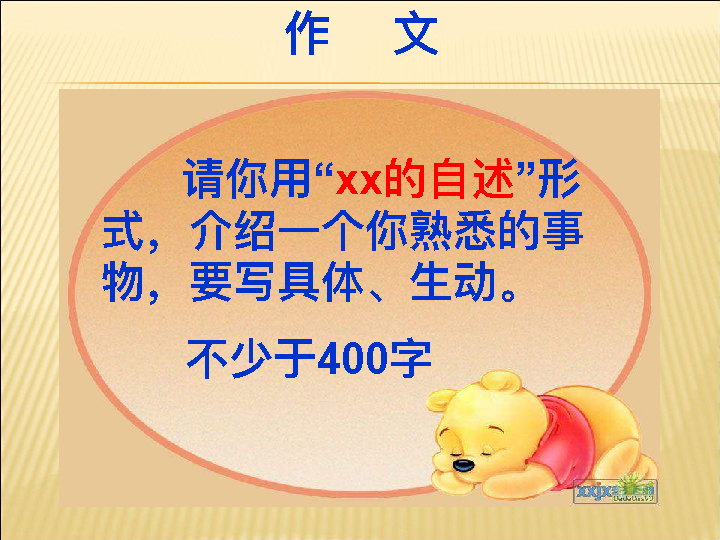 作 文
请你用“xx的自述”形
式，介绍一个你熟悉的事
物，要写具体、生动。
不少于400字